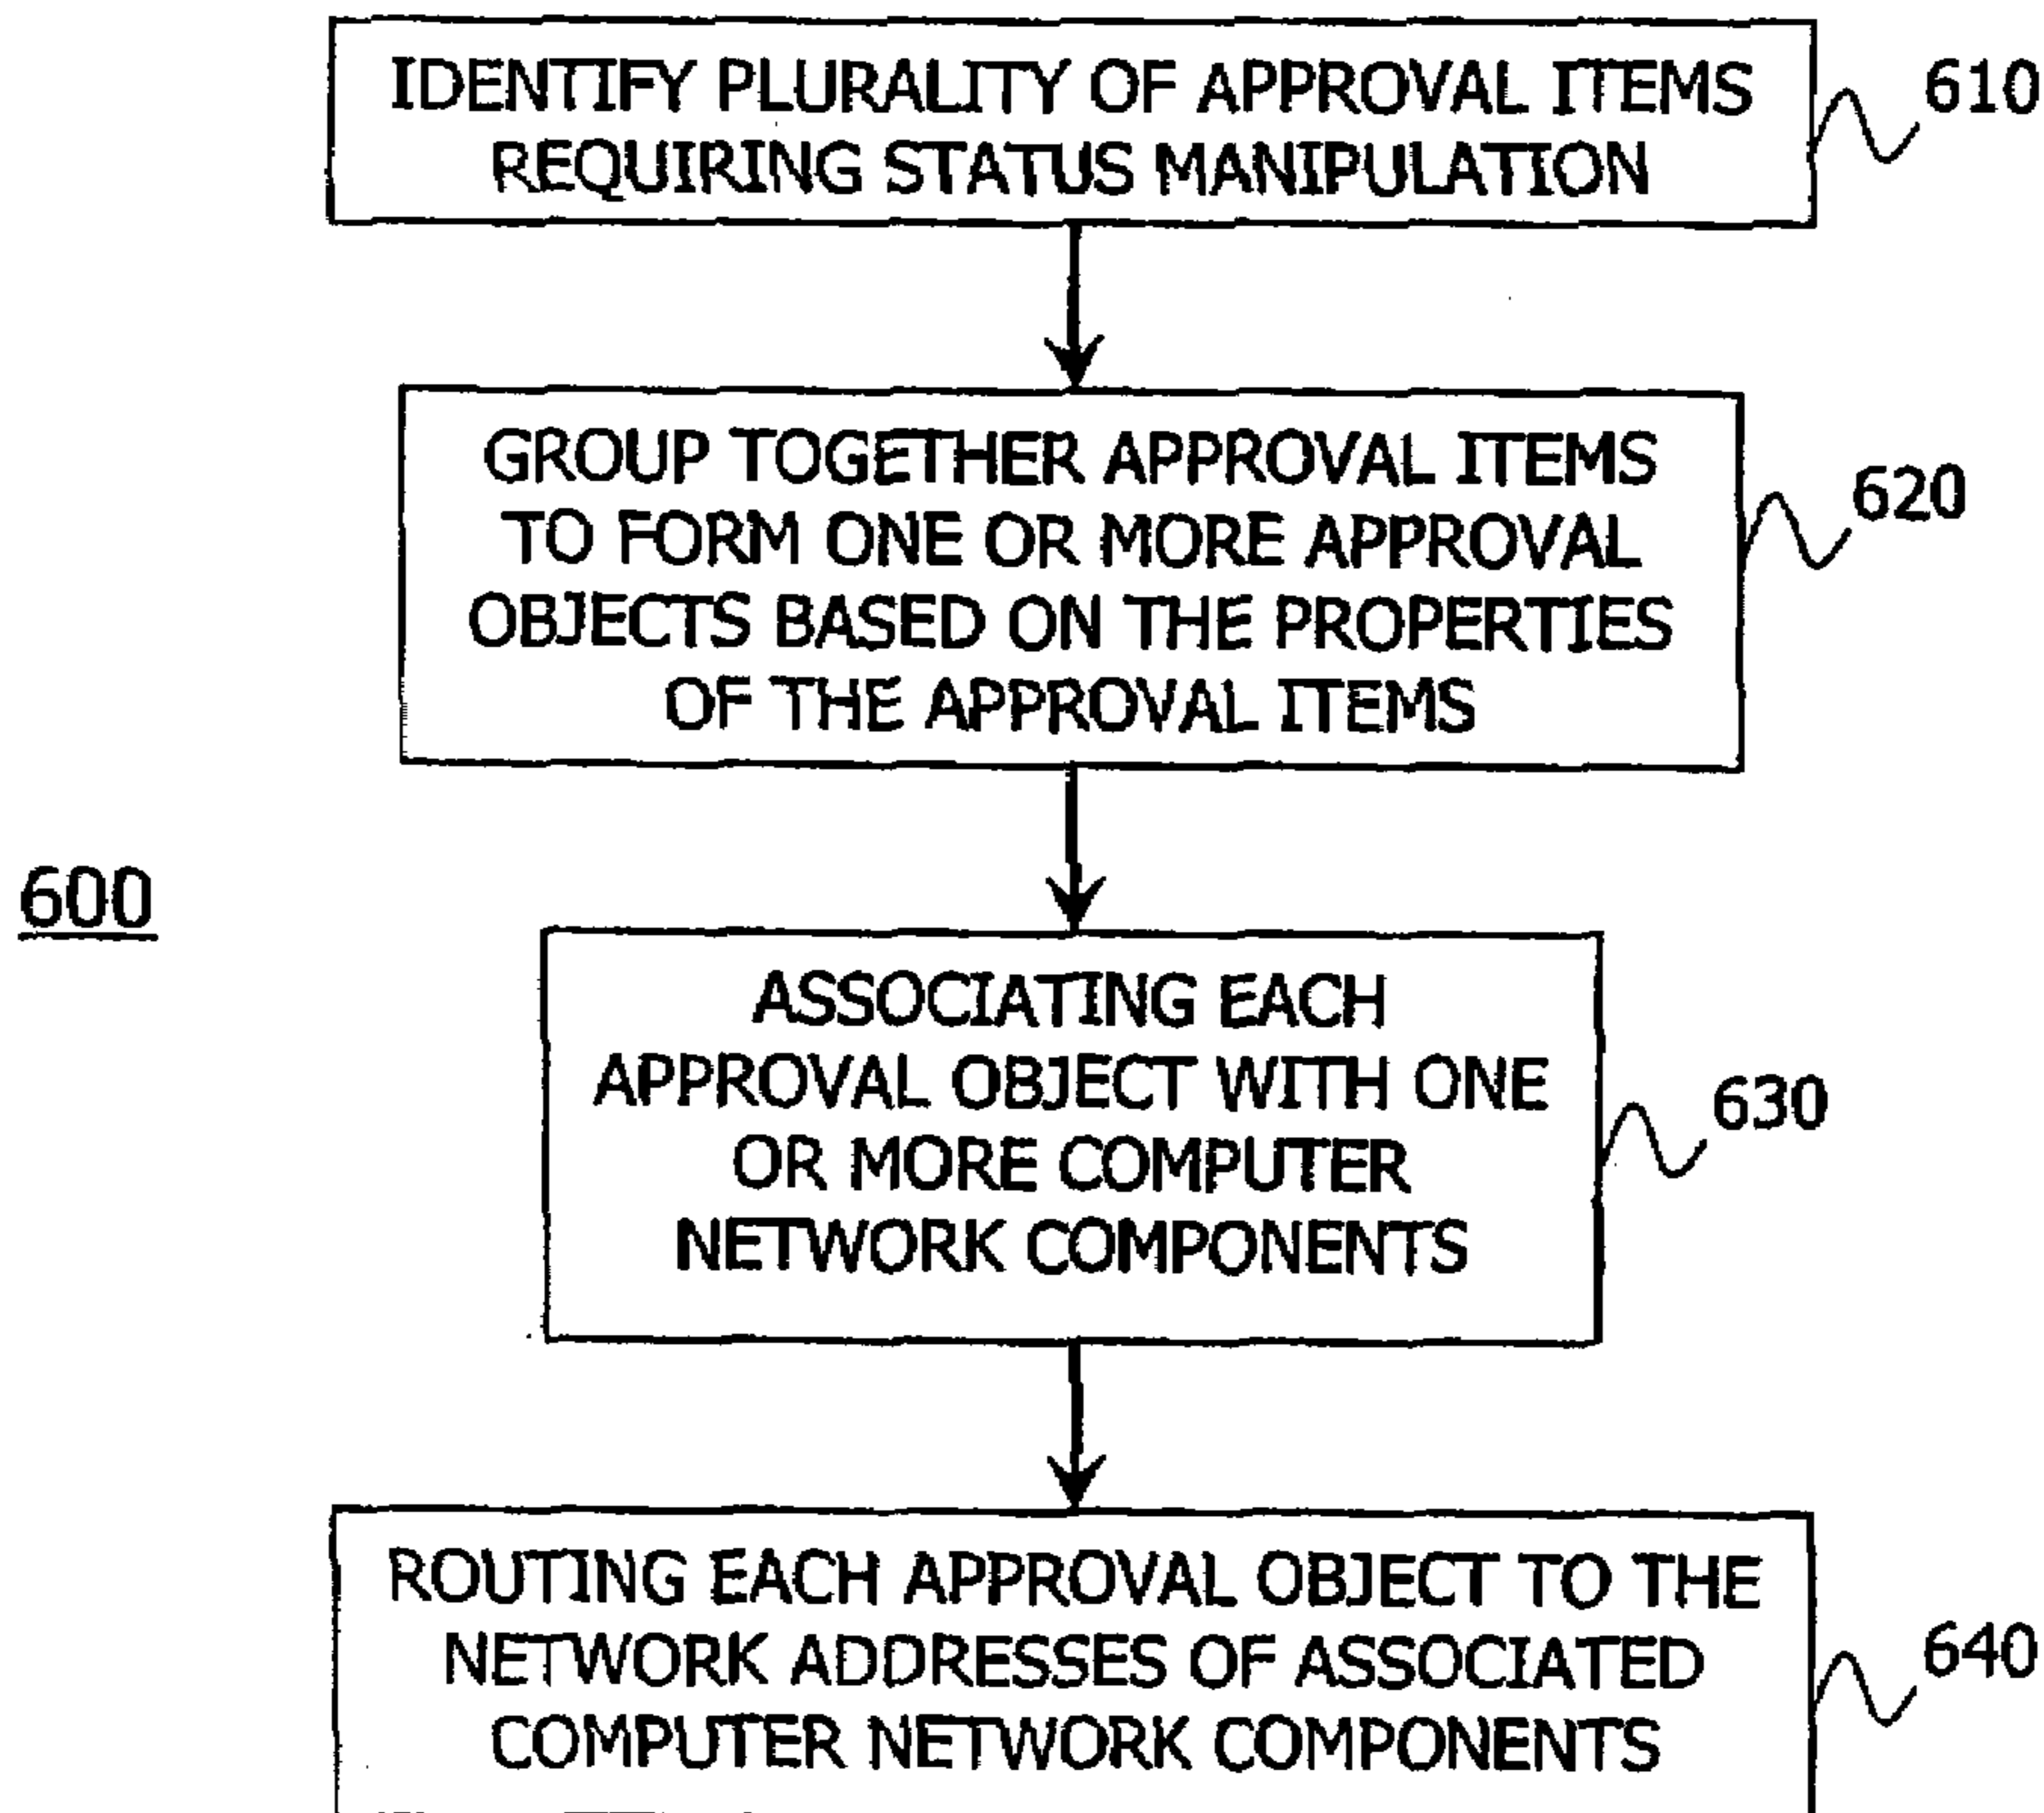 IDENTIFY PLURALITY OF APPROVAL ITEMS
REQUIRING STATUS MANIPULATION
610
GROUP TOGETHER APPROVAL ITEMS
TO FORM ONE OR MORE APPROVAL
OBJECTS BASED ON THE PROPERTIES
OF THE APPROVAL ITEMS
620
600
ASSOCIATING EACH
APPROVAL OBJECT WITH ONE
OR MORE COMPUTER
NETWORK COMPONENTS
630
ROUTING EACH APPROVAL OBJECT TO THE
NETWORK ADDRESSES OF ASSOCIATED
COMPUTER NETWORK COMPONENTS
640